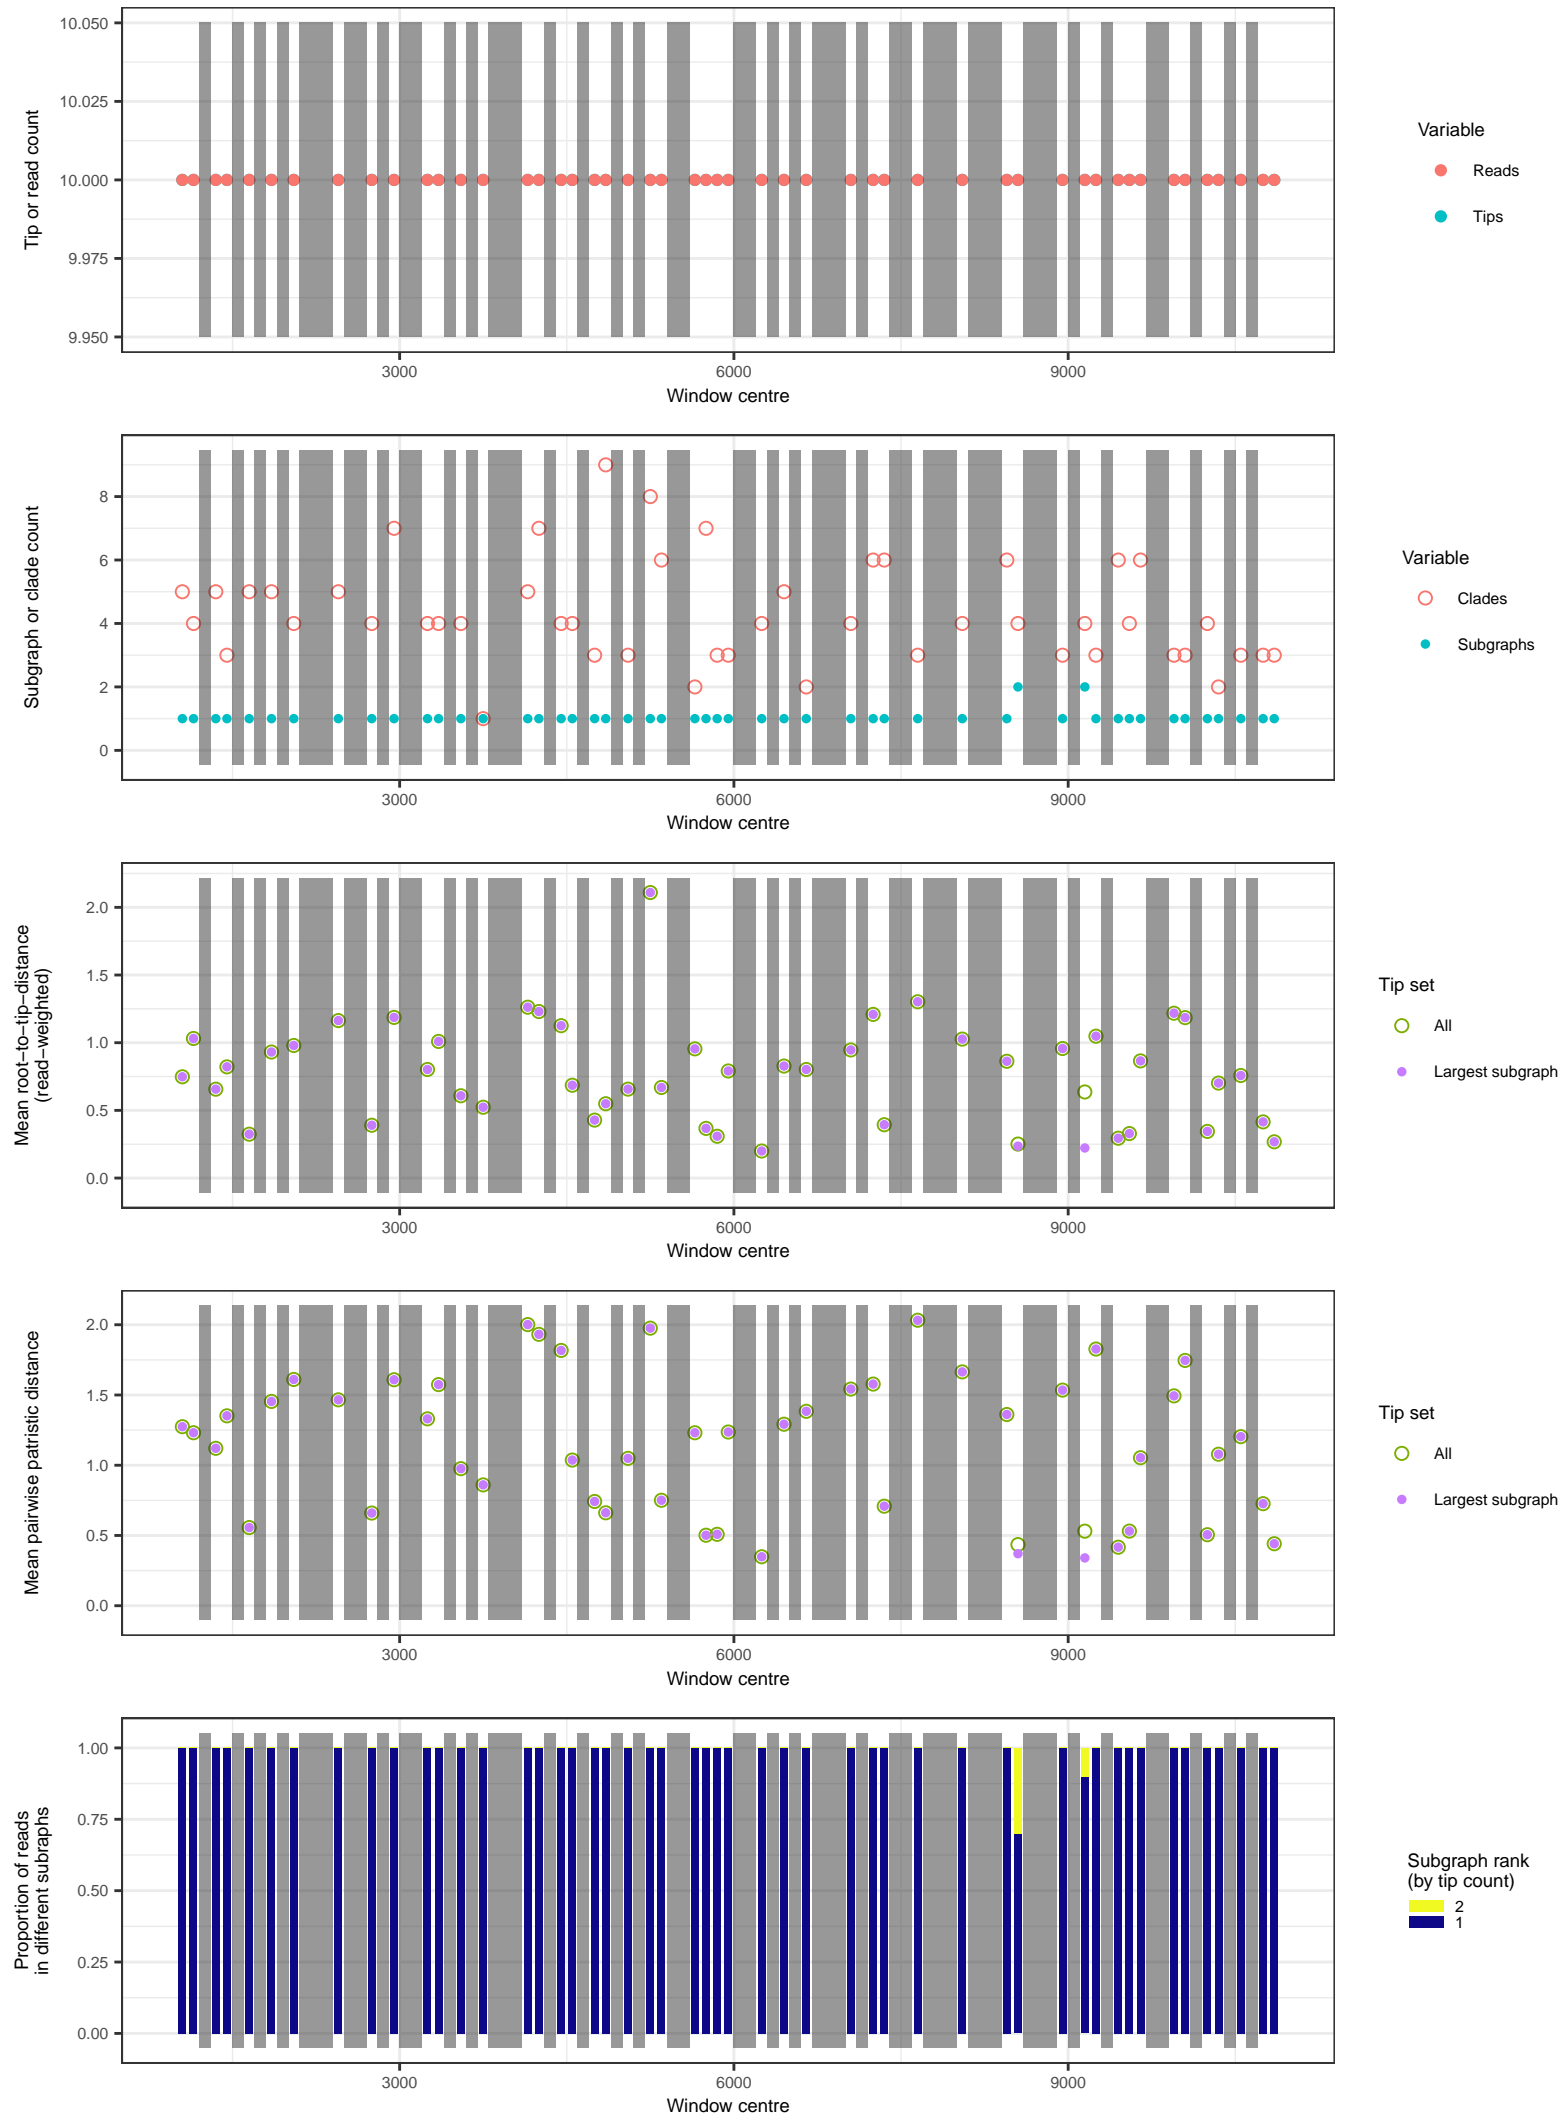 10.050
10.025
10.000
9.975
9.950
Tip or read count
3000
6000
9000
Window centre
Variable
Reads
Tips
8
6
4
2
0
Subgraph or clade count
3000
6000
9000
Window centre
Variable
Clades
Subgraphs
2.0
1.5
1.0
0.5
0.0
Mean root−to−tip−distance
(read−weighted)
3000
6000
9000
Window centre
Tip set
All
Largest subgraph
2.0
1.5
1.0
0.5
0.0
Mean pairwise patristic distance
3000
6000
9000
Window centre
Tip set
All
Largest subgraph
1.00
0.75
0.50
0.25
0.00
Proportion of reads
in different subraphs
3000
6000
9000
Window centre
Subgraph rank
(by tip count)
2
1